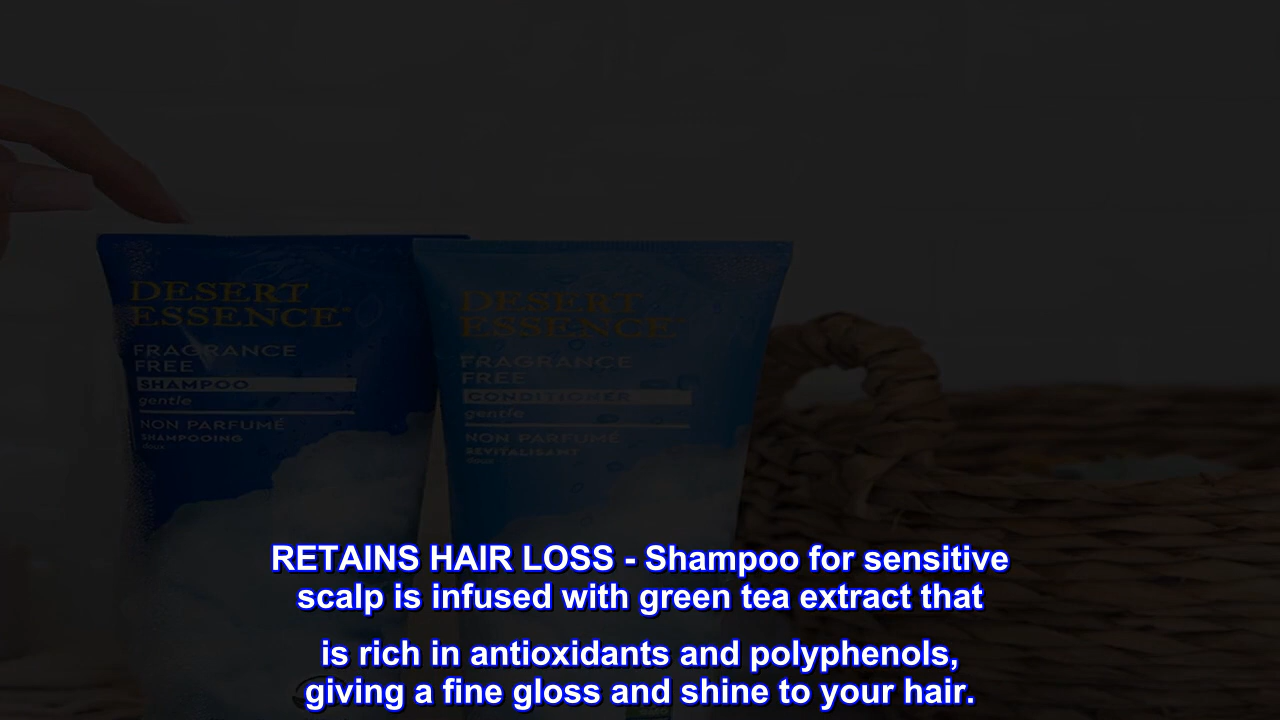 DESERT
ESSENCE
FRAGRANCE
FREE
SHAMPOO
gentle
NON PARFUMÉ
SHAMPOOING
doux
DESERT
ESSENCE
FRAGRANCE
FREE
CONDITIONER
gentle
NON PARFUMÉ
REVITALISANT
doux
RETAINS HAIR LOSS - Shampoo for sensitive
scalp is infused with green tea extract that
is rich in antioxidants and polyphenols,
giving a fine gloss and shine to your hair.